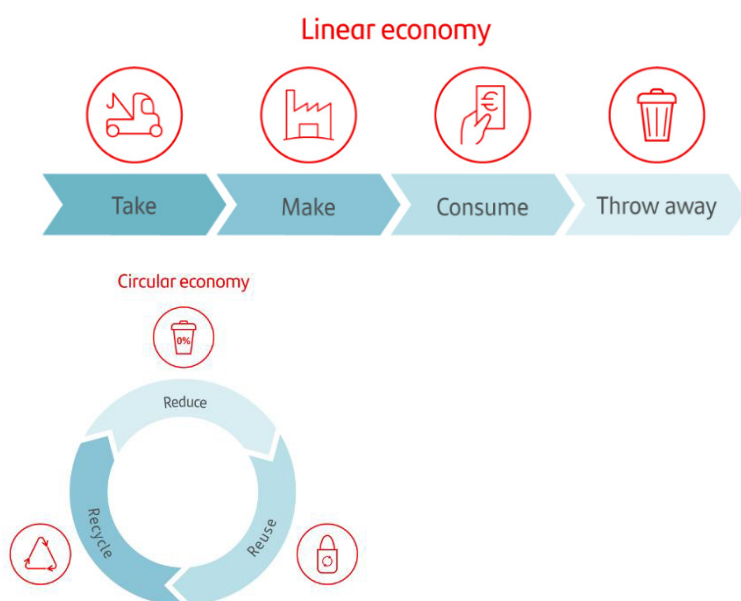 Linear economy
€
Take
Make
Consume
Throw away
Circular economy
0%
Reduce
Recycle
Reuse